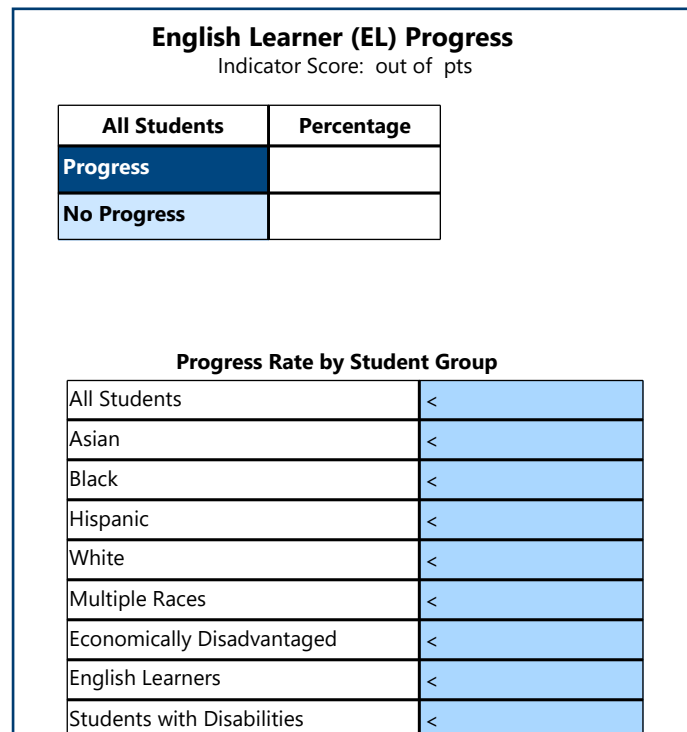 English Learner (EL) Progress
Indicator Score: out of pts
All Students Percentage
Progress
No Progress
Progress Rate by Student Group
All Students <
Asian <
Black <
Hispanic <
White <
Multiple Races <
Economically Disadvantaged <
English Learners <
Students with Disabilities <